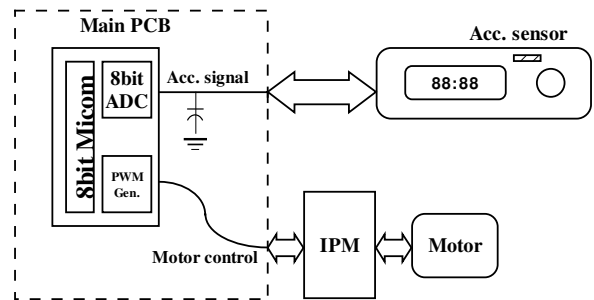 Main PCB
Acc. sensor
8bit
ADC
Acc. signal
88:88
8bit Micom
PWM
Gen.
Motor control
IPM
Motor